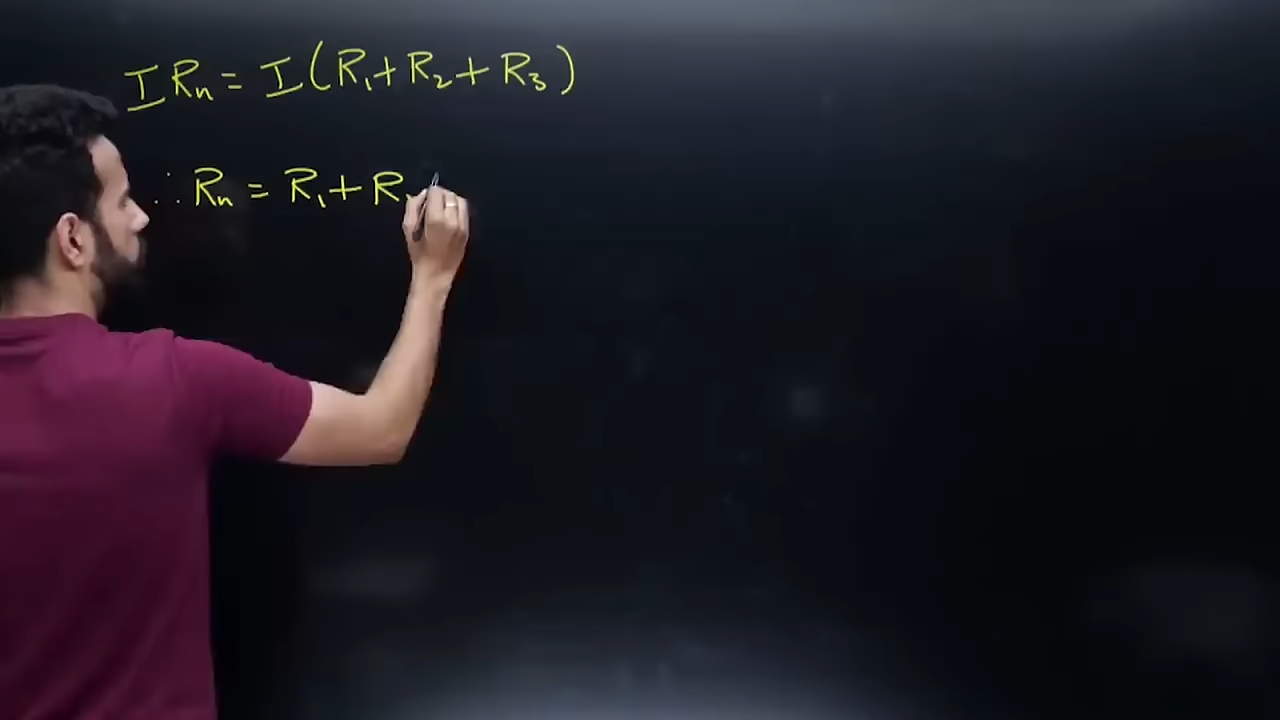 IRₙ = I(R₁+R₂+R₃)
∴ Rₙ = R₁+R